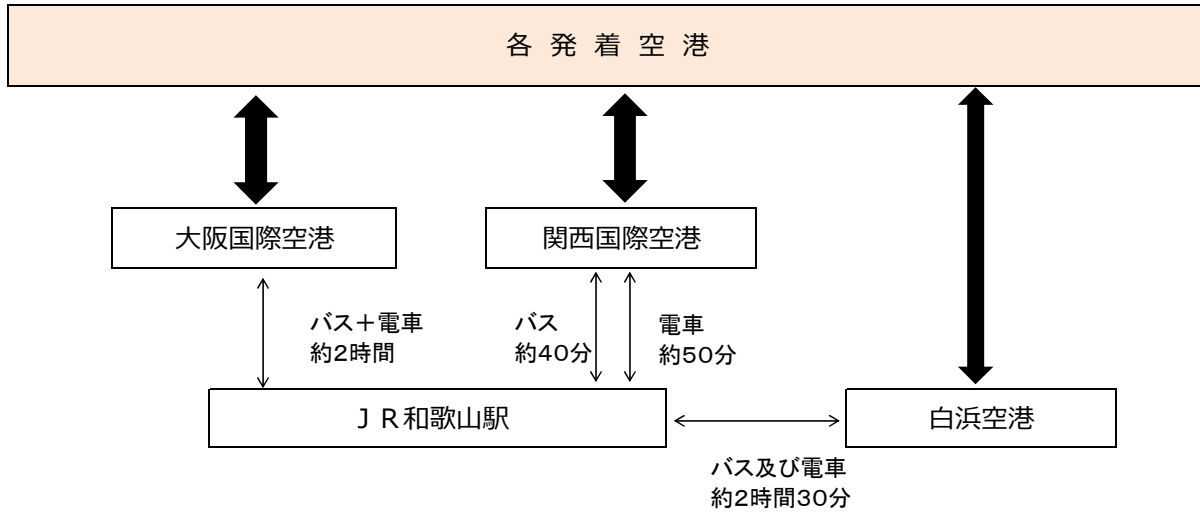 各発着空港
大阪国際空港
関西国際空港
バス＋電車
約2時間
バス
約40分
電車
約50分
ＪＲ和歌山駅
白浜空港
バス及び電車
約2時間30分